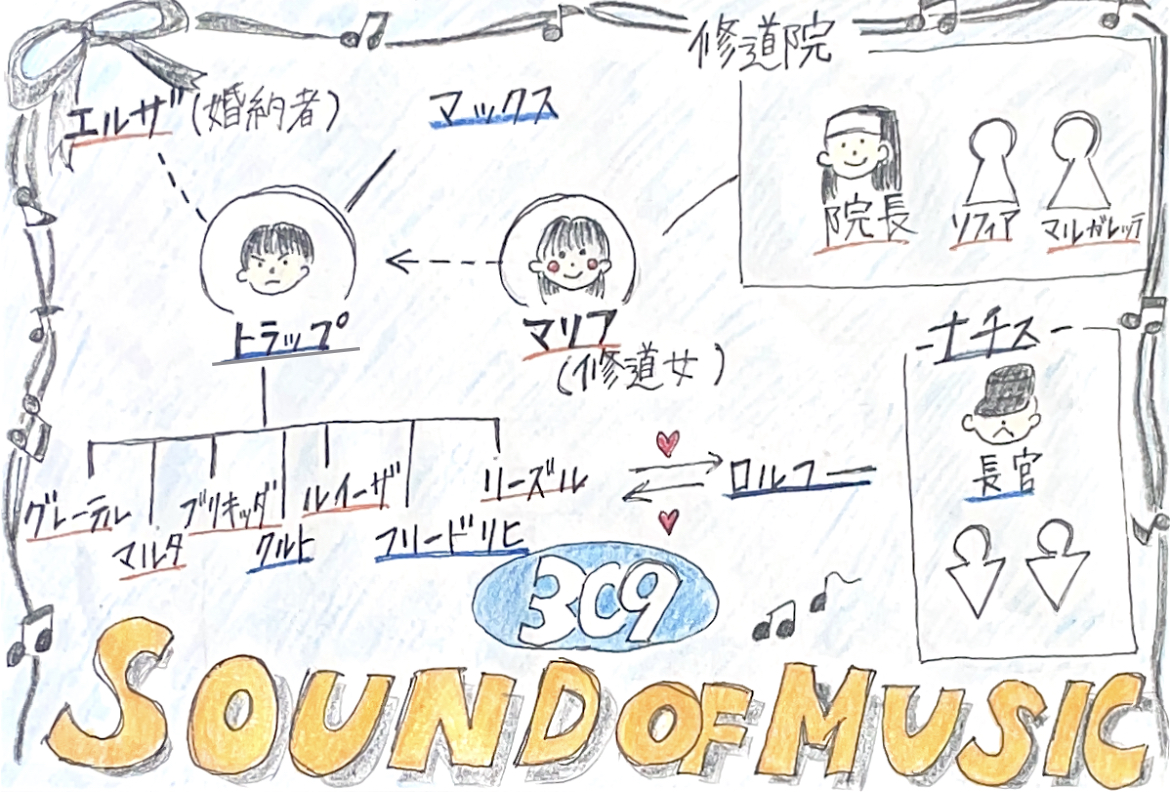 修道院
エルザ(婚約者)
マックス
院長
ソフィア
マルガレッテ
トラップ
マリア
(修道女)
ナチス
長官
グレーテル
マルタ
ブリキッダ
クルト
ルイーザ
フリードリヒ
リーズル
ロルフ
3C9
SOUND OF MUSIC